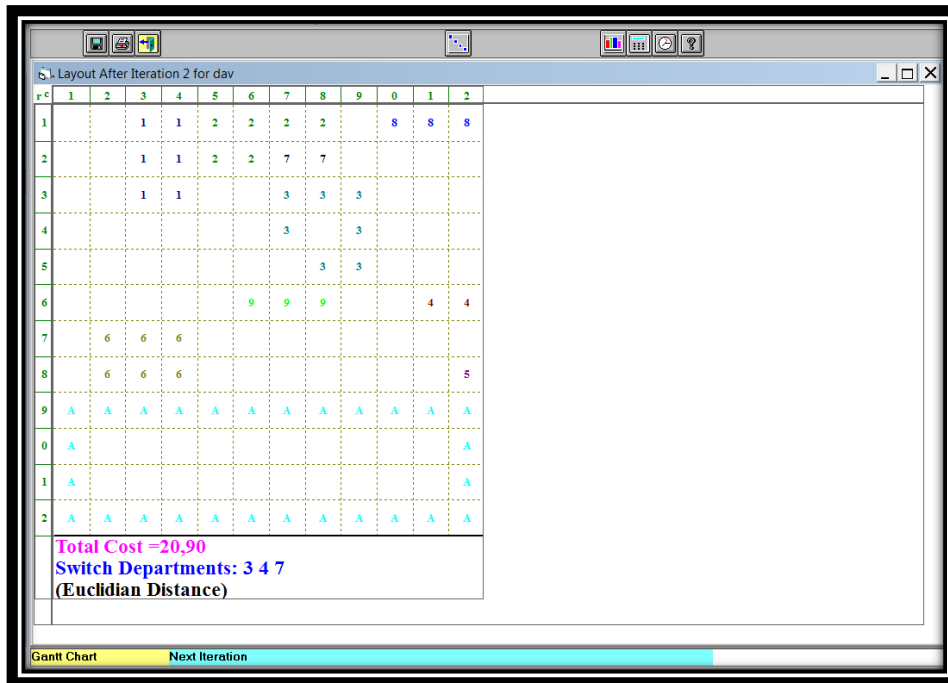 Layout After Iteration 2 for dav
r c 1 2 3 4 5 6 7 8 9 0 1 2
1 1 1 2 2 2 2 8 8 8
2 1 1 2 2 7 7
3 1 1 3 3 3
4 3 3
5 3 3
6 9 9 9 4 4
7 6 6 6
8 6 6 6 5
9 A A A A A A A A A A A A
0 A A
1 A A
2 A A A A A A A A A A A A
Total Cost =20,90
Switch Departments: 3 4 7
(Euclidian Distance)
Gantt Chart Next Iteration